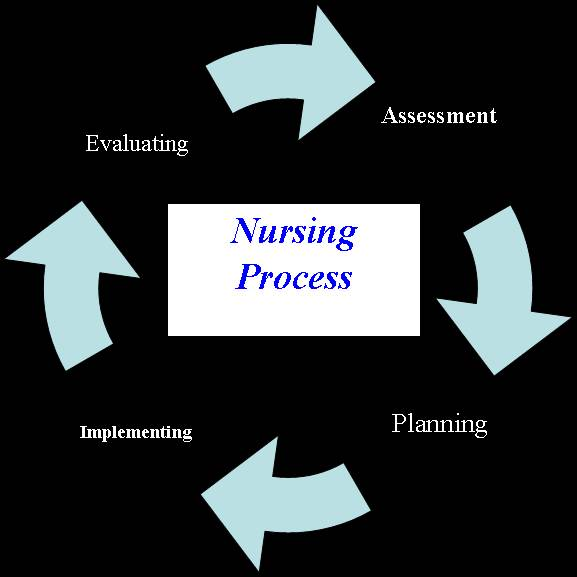 Assessment
Evaluating
Nursing
Process
Planning
Implementing